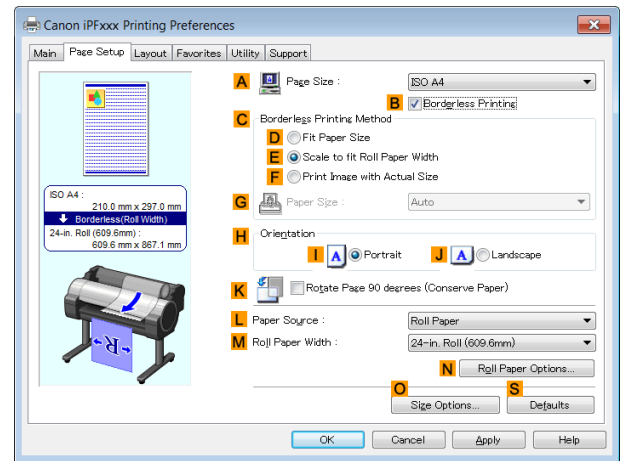 Canon iPFxxx Printing Preferences
Main Page Setup Layout Favorites Utility Support
A Page Size : ISO A4
B Borderless Printing
C Borderless Printing Method
D Fit Paper Size
E Scale to fit Roll Paper Width
F Print Image with Actual Size
ISO A4 :
210.0 mm x 297.0 mm
Borderless(Roll Width)
24-in. Roll (609.6mm) :
609.6 mm x 867.1 mm
G Paper Size : Auto
H Orientation
I A Portrait J A Landscape
K Rotate Page 90 degrees (Conserve Paper)
R
L Paper Source : Roll Paper
M Roll Paper Width : 24-in. Roll (609.6mm)
N Roll Paper Options...
O S
Size Options... Defaults
OK Cancel Apply Help